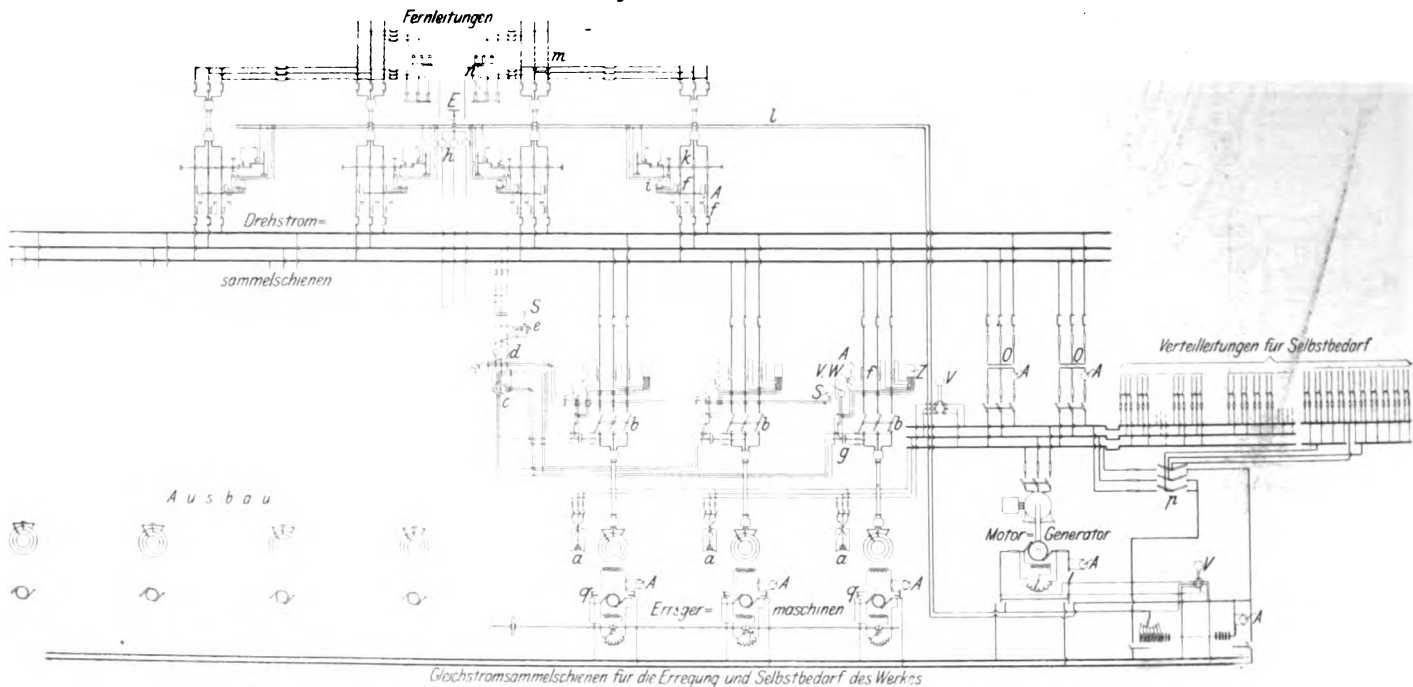 Fernleitungen
m
n
E
l
h
k
i f
A
f
Drehstrom=
sammelschienen
S
e
d
c
A
V.W f Z
S
V
O O
A A
Verteilleitungen für Selbstbedarf
b b b
g
p
Ausbau
a a a
Motor= Generator
A
V
q A A q A
Erreger= maschinen
A
Gleichstromsammelschienen für die Erregung und Selbstbedarf des Werkes